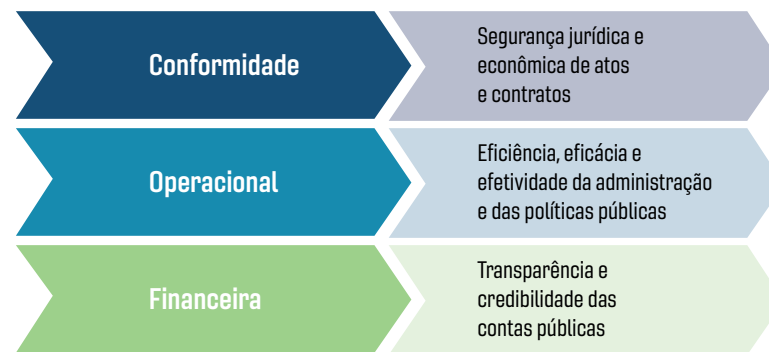 Conformidade
Segurança jurídica e
econômica de atos
e contratos
Operacional
Eficiência, eficácia e
efetividade da administração
e das políticas públicas
Financeira
Transparência e
credibilidade das
contas públicas